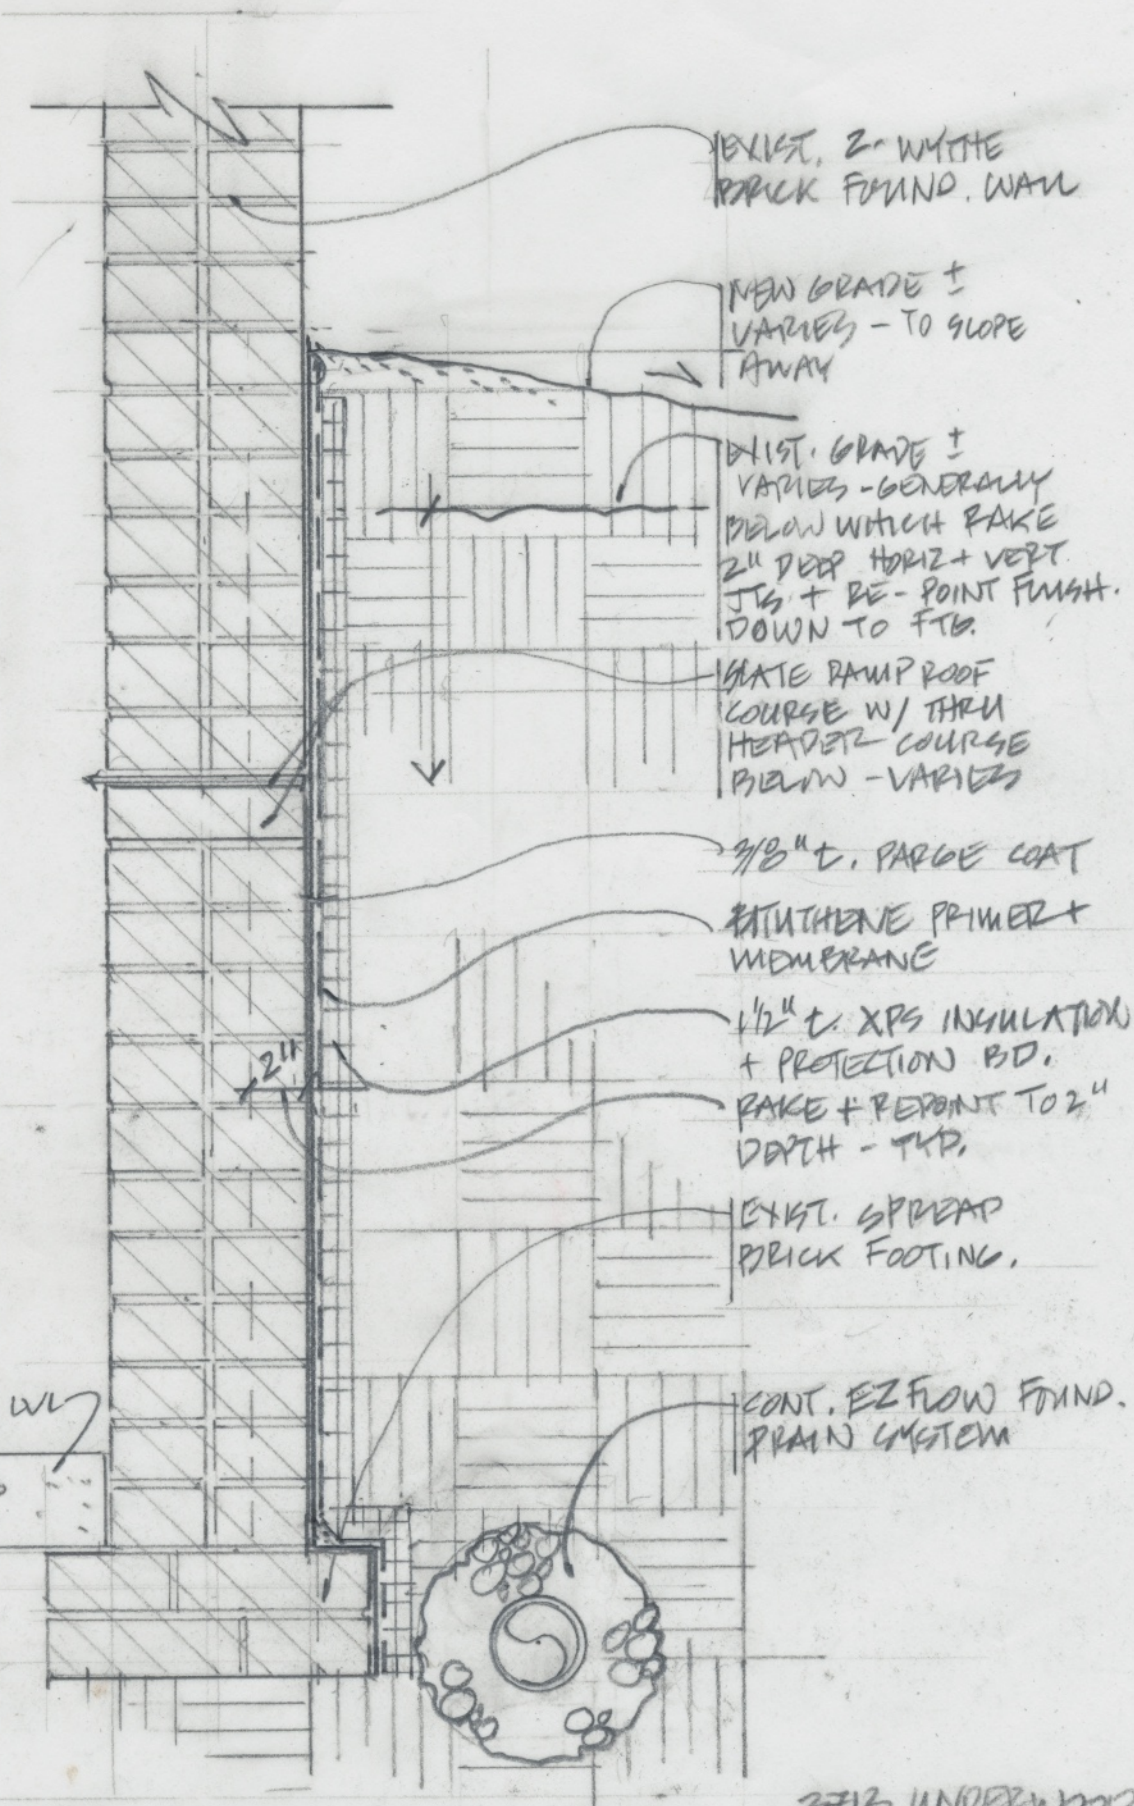 EXIST. 2-WYTHE
BRICK FOUND. WALL
NEW GRADE ±
VARIES - TO SLOPE
AWAY
EXIST. GRADE ±
VARIES - GENERALLY
BELOW WHICH RAKE
2" DEEP HORIZ + VERT
JTS + RE-POINT FLUSH.
DOWN TO FTG.
SLATE DAMPROOF
COURSE W/ THRU
HEADER COURSE
BELOW - VARIES
3/8" t. PARGE COAT
BITUTHENE PRIMER +
MEMBRANE
1 1/2" t. XPS INSULATION
+ PROTECTION BD.
2"
RAKE + REPOINT TO 2"
DEPTH - TYP.
EXIST. SPREAD
BRICK FOOTING.
CONT. EZ FLOW FOUND.
DRAIN SYSTEM